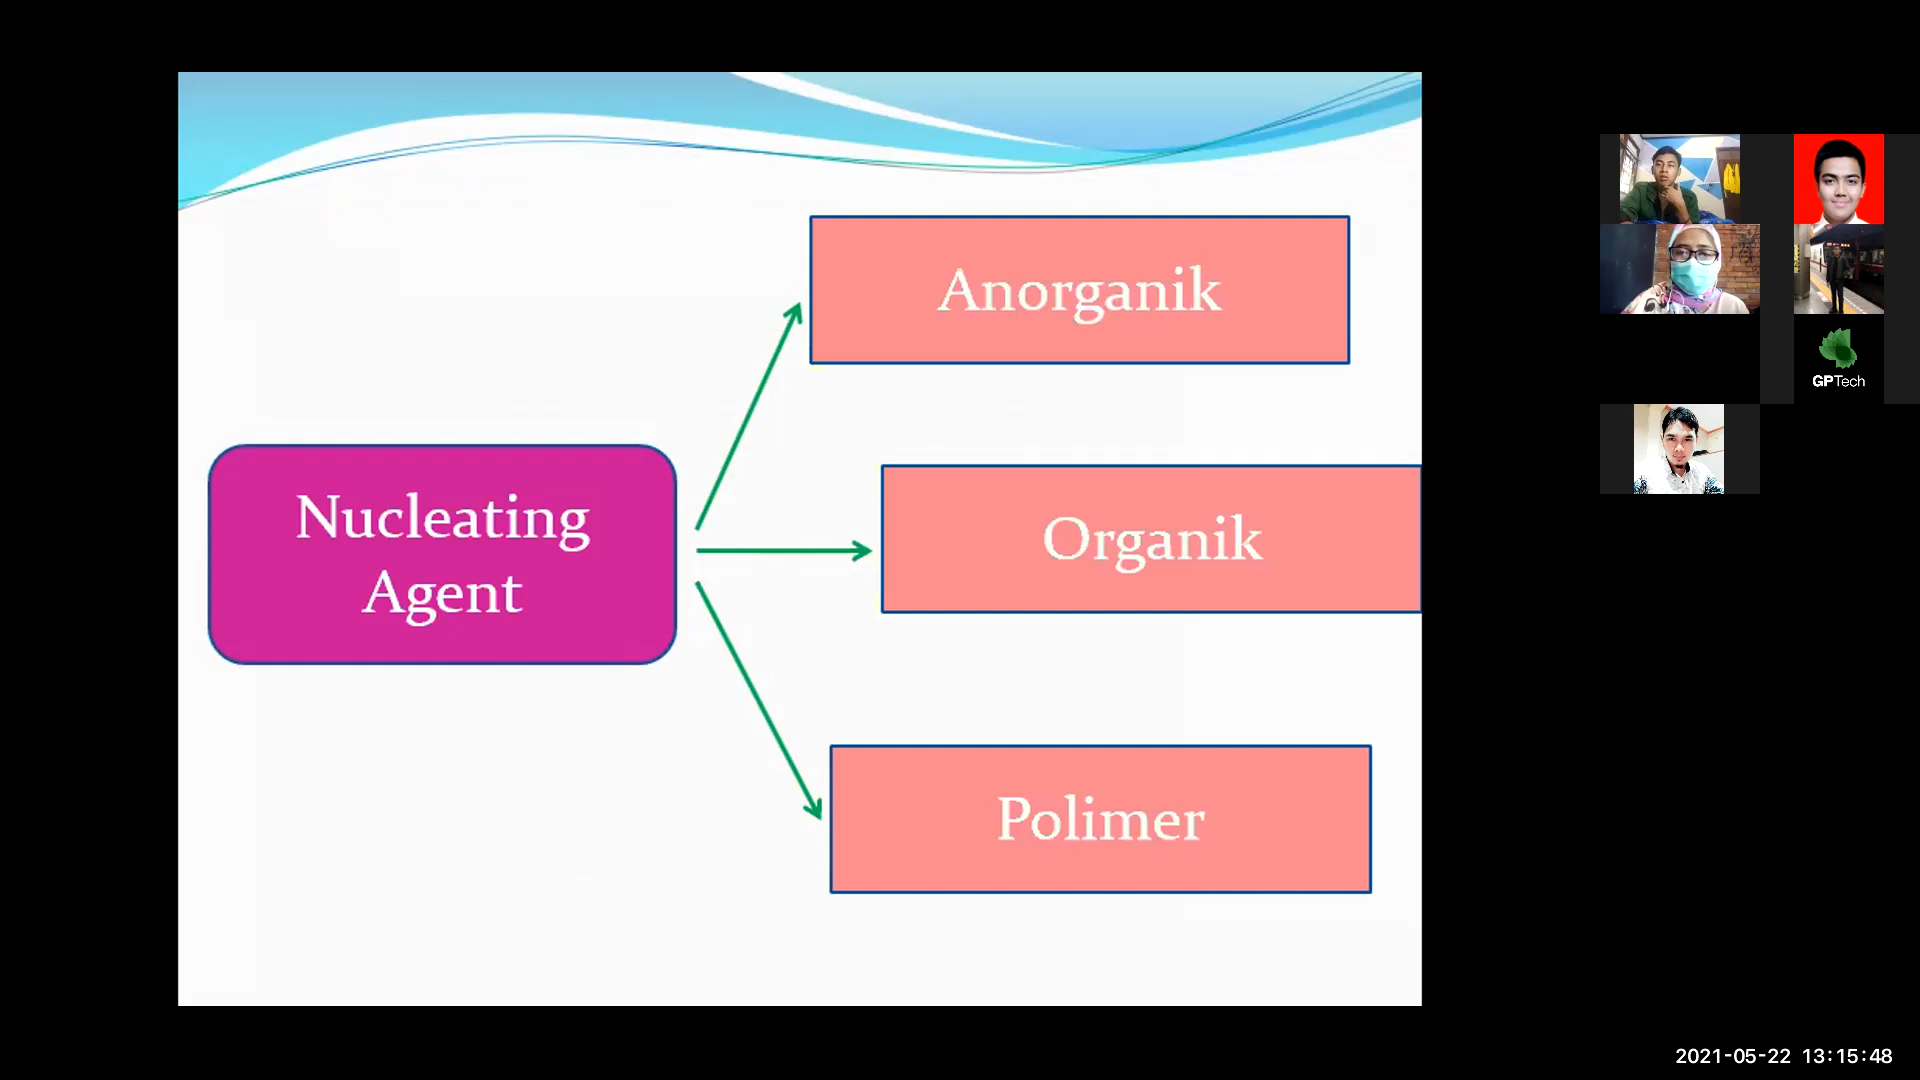 Anorganik
Nucleating
Agent
Organik
Polimer
GPTech
2021-05-22 13:15:48